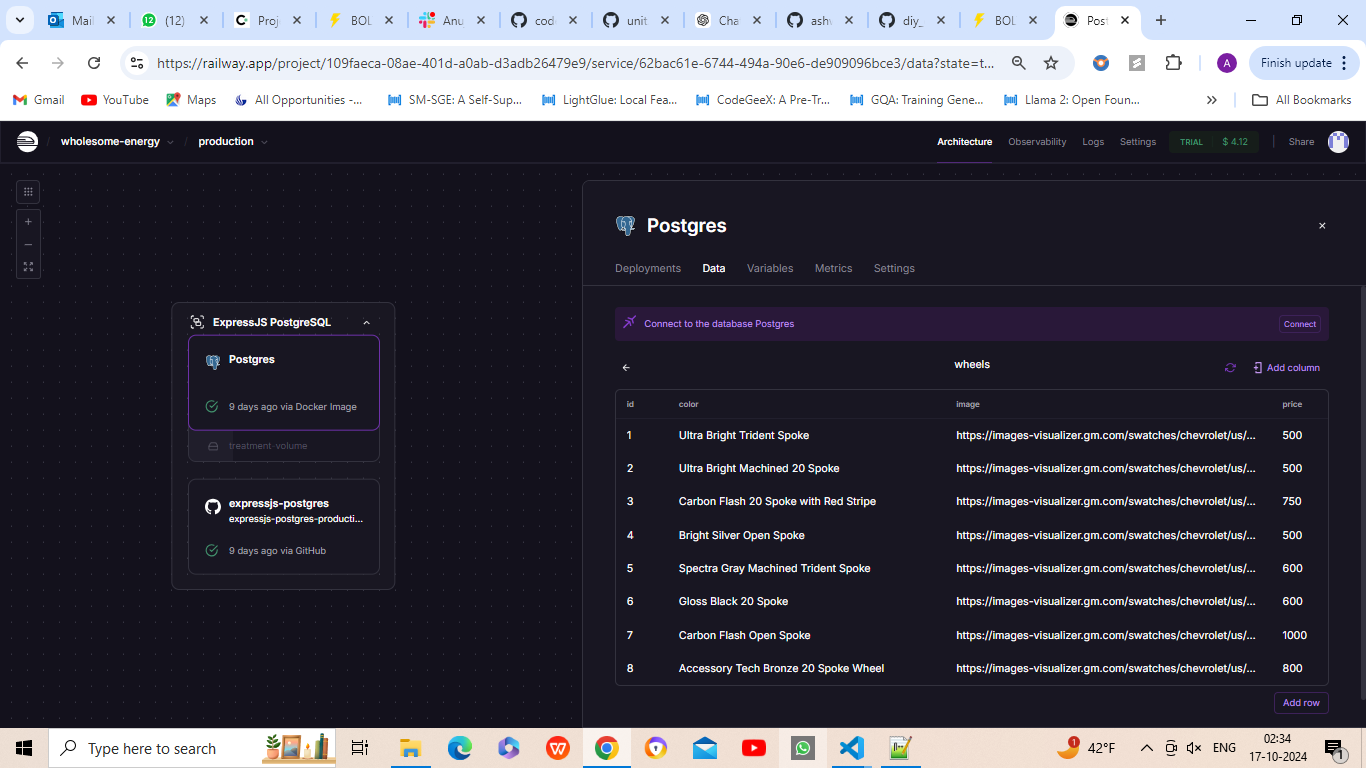 Mail
(12)
Proj
BOL
Anu
code
unit
Cha
ashv
diy_
BOL
Post
https://railway.app/project/109faeca-08ae-401d-a0ab-d3adb26479e9/service/62bac61e-6744-494a-90e6-de909096bce3/data?state=t...
A
Finish update
Gmail
YouTube
Maps
All Opportunities -...
SM-SGE: A Self-Sup...
LightGlue: Local Fea...
CodeGeeX: A Pre-Tr...
GQA: Training Gene...
Llama 2: Open Foun...
All Bookmarks
wholesome-energy / production
Architecture
Observability
Logs
Settings
TRIAL $ 4.12
Share
Postgres
Deployments
Data
Variables
Metrics
Settings
Connect to the database Postgres
Connect
wheels
Add column
id color image price
1 Ultra Bright Trident Spoke https://images-visualizer.gm.com/swatches/chevrolet/us/... 500
2 Ultra Bright Machined 20 Spoke https://images-visualizer.gm.com/swatches/chevrolet/us/... 500
3 Carbon Flash 20 Spoke with Red Stripe https://images-visualizer.gm.com/swatches/chevrolet/us/... 750
4 Bright Silver Open Spoke https://images-visualizer.gm.com/swatches/chevrolet/us/... 500
5 Spectra Gray Machined Trident Spoke https://images-visualizer.gm.com/swatches/chevrolet/us/... 600
6 Gloss Black 20 Spoke https://images-visualizer.gm.com/swatches/chevrolet/us/... 600
7 Carbon Flash Open Spoke https://images-visualizer.gm.com/swatches/chevrolet/us/... 1000
8 Accessory Tech Bronze 20 Spoke Wheel https://images-visualizer.gm.com/swatches/chevrolet/us/... 800
Add row
ExpressJS PostgreSQL
Postgres
9 days ago via Docker Image
treatment-volume
expressjs-postgres
expressjs-postgres-producti...
9 days ago via GitHub
Type here to search
1
42°F
ENG
02:34
17-10-2024
1